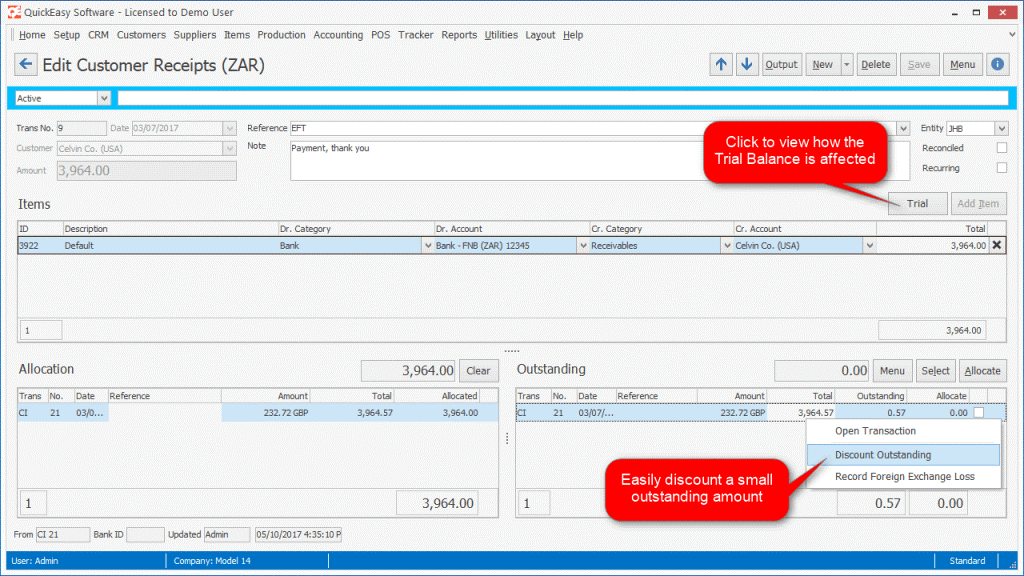 QuickEasy Software - Licensed to Demo User
Home Setup CRM Customers Suppliers Items Production Accounting POS Tracker Reports Utilities Layout Help
Edit Customer Receipts (ZAR) Output New Delete Save Menu
Active
Trans No. 9 Date 03/07/2017 Reference EFT Entity JHB
Customer Celvin Co. (USA) Note Payment, thank you Reconciled
Amount 3,964.00 Recurring
Click to view how the
Trial Balance is affected
Items Trial Add Item
ID Description Dr. Category Dr. Account Cr. Category Cr. Account Total
3922 Default Bank Bank - FNB (ZAR) 12345 Receivables Celvin Co. (USA) 3,964.00
1 3,964.00
Allocation 3,964.00 Clear Outstanding 0.00 Menu Select Allocate
Trans No. Date Reference Amount Total Allocated Trans No. Date Reference Amount Total Outstanding Allocate
CI 21 03/0... 232.72 GBP 3,964.57 3,964.00 CI 21 03/07/... 232.72 GBP 3,964.57 0.57 0.00
Open Transaction
Discount Outstanding
Record Foreign Exchange Loss
Easily discount a small
outstanding amount
1 3,964.00 1 0.57 0.00
From CI 21 Bank ID Updated Admin 05/10/2017 4:35:10 P
User: Admin Company: Model 14 Standard